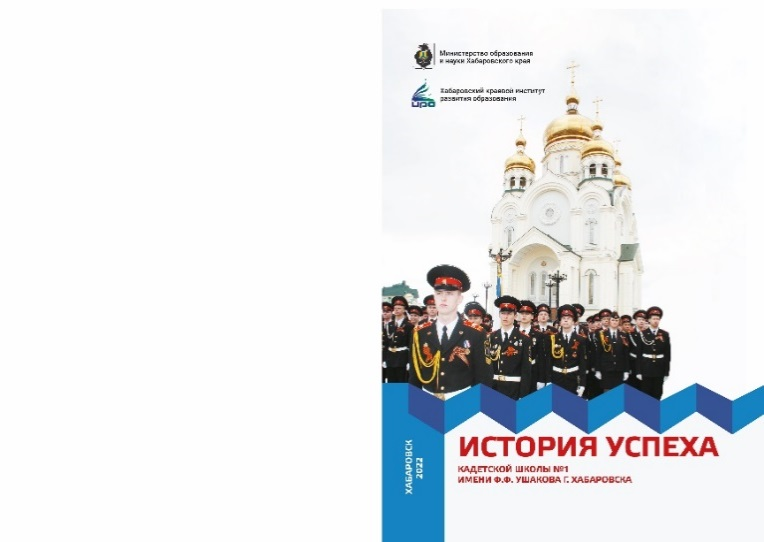 Министерство образования
и науки Хабаровского края
Хабаровский краевой институт
развития образования
ИРО
ХАБАРОВСК
2022
ИСТОРИЯ УСПЕХА
КАДЕТСКОЙ ШКОЛЫ №1
ИМЕНИ Ф.Ф. УШАКОВА Г. ХАБАРОВСКА